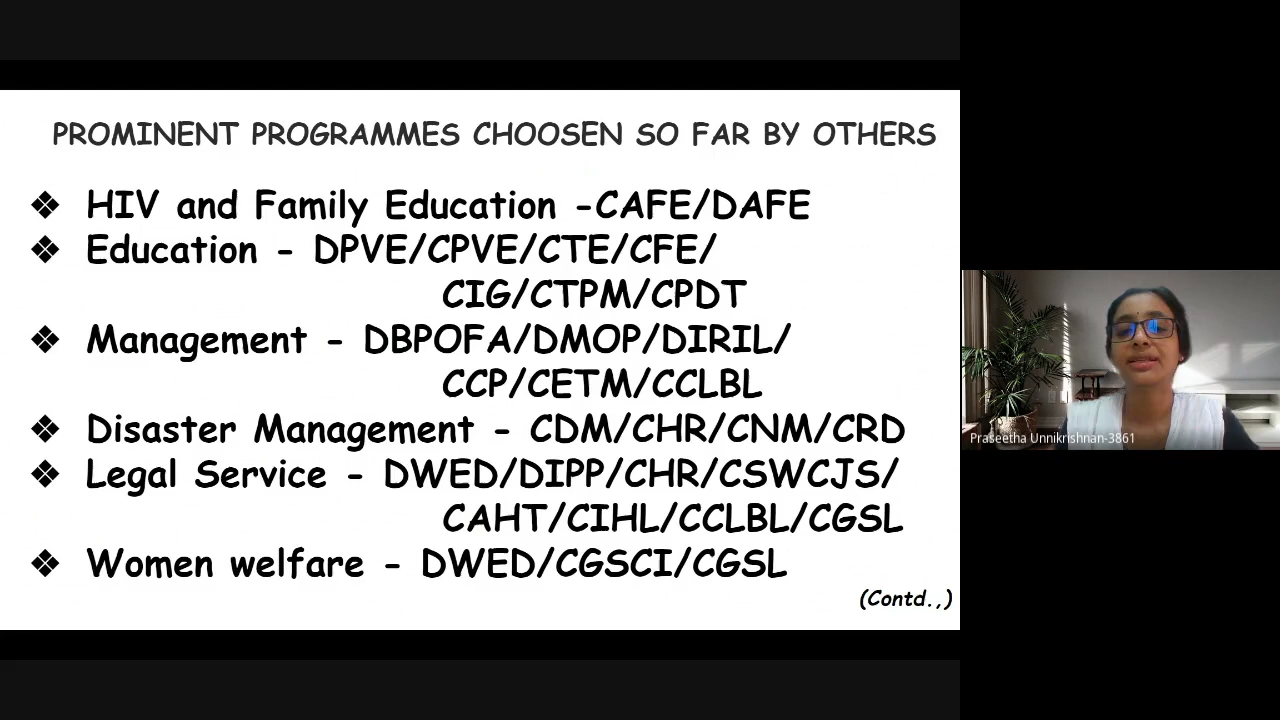 PROMINENT PROGRAMMES CHOOSEN SO FAR BY OTHERS
❖ HIV and Family Education -CAFE/DAFE
❖ Education - DPVE/CPVE/CTE/CFE/
CIG/CTPM/CPDT
❖ Management - DBPOFA/DMOP/DIRIL/
CCP/CETM/CCLBL
❖ Disaster Management - CDM/CHR/CNM/CRD
❖ Legal Service - DWED/DIPP/CHR/CSWCJS/
CAHT/CIHL/CCLBL/CGSL
❖ Women welfare - DWED/CGSCI/CGSL
(Contd.,)
Praseetha Unnikrishnan-3861